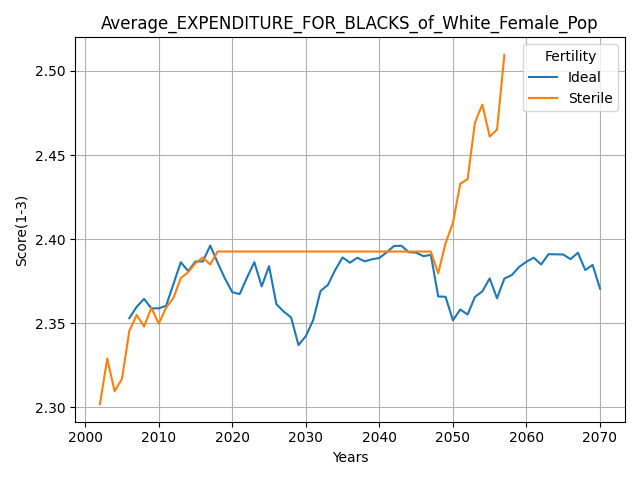 Average_EXPENDITURE_FOR_BLACKS_of_White_Female_Pop
Fertility
Ideal
Sterile
Score(1-3)
2.50
2.45
2.40
2.35
2.30
2000 2010 2020 2030 2040 2050 2060 2070
Years